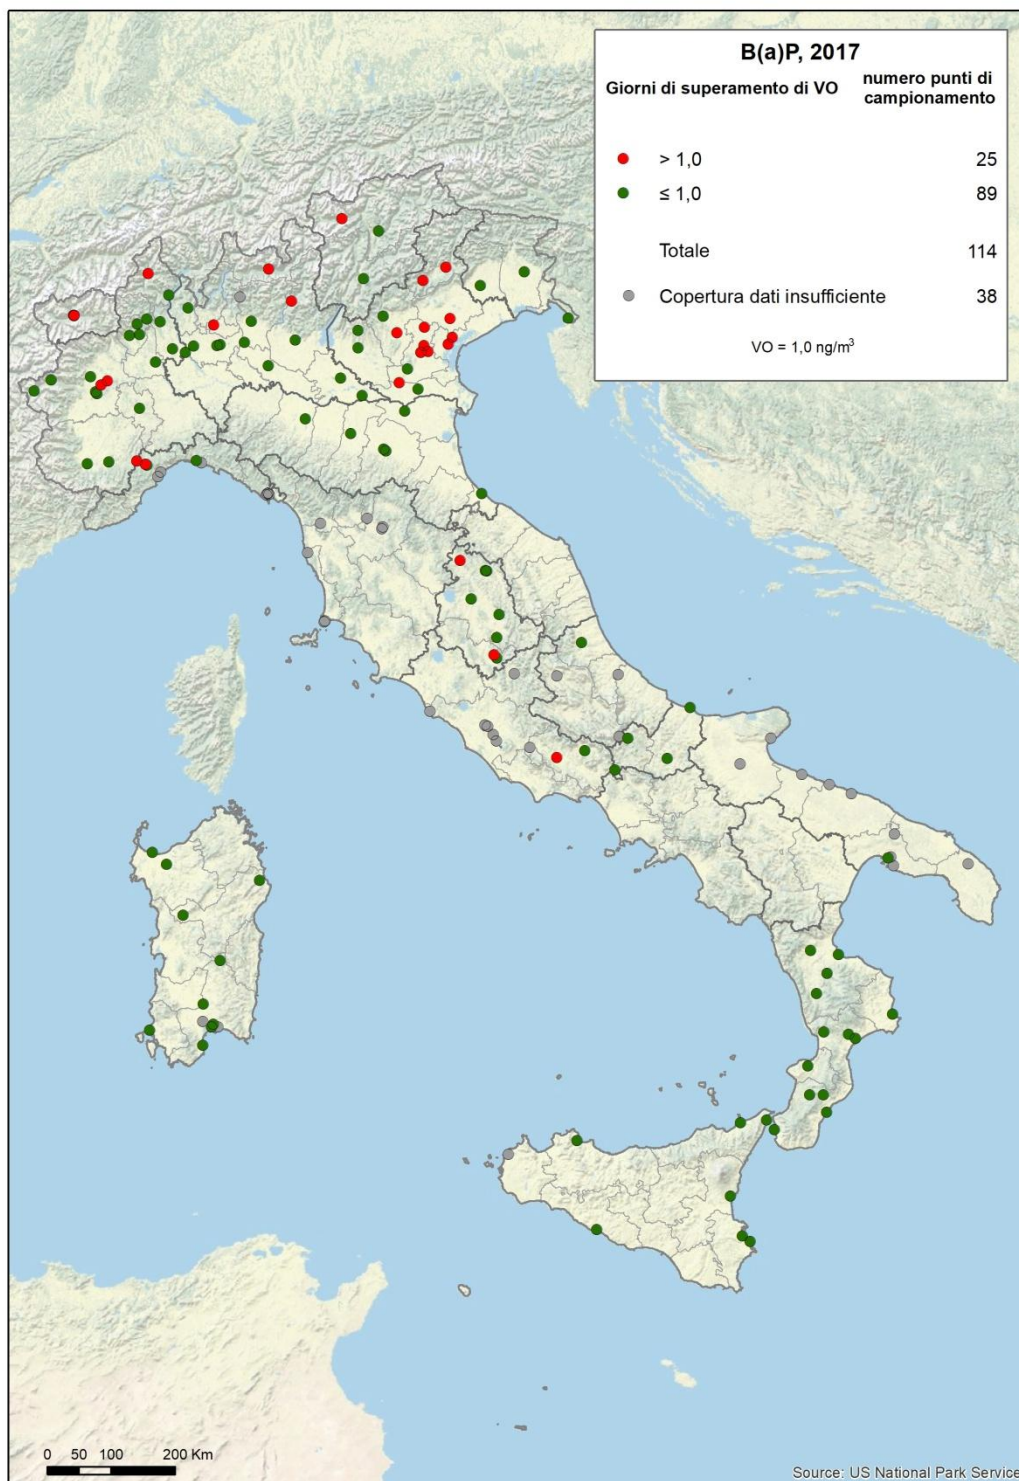 B(a)P, 2017
Giorni di superamento di VO
numero punti di
campionamento
> 1,0 25
≤ 1,0 89
Totale 114
Copertura dati insufficiente 38
VO = 1,0 ng/m³
0 50 100 200 Km
Source: US National Park Service